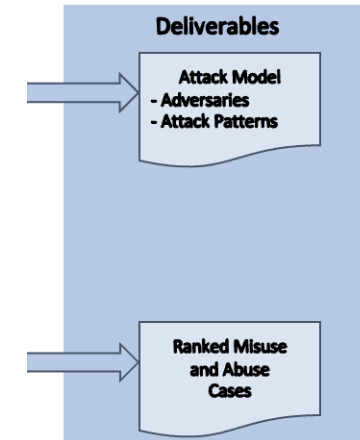 Deliverables
Attack Model
- Adversaries
- Attack Patterns
Ranked Misuse
and Abuse
Cases